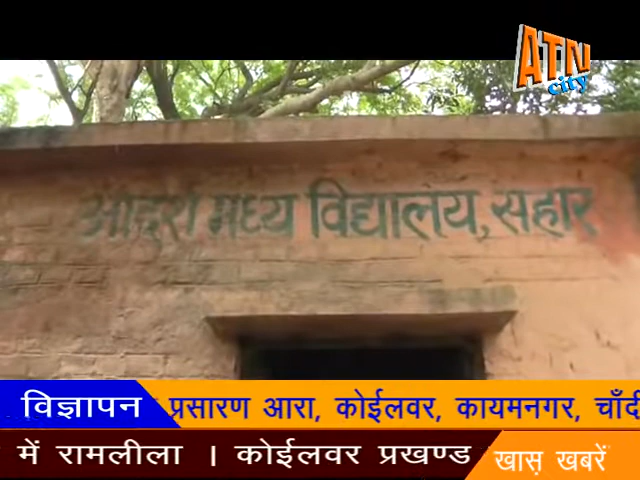 ATN
city
आदर्श मध्य विद्यालय, सहार
विज्ञापन
प्रसारण आरा, कोईलवर, कायमनगर, चाँदी
में रामलीला । कोईलवर प्रखण्ड
खास़ खबरें